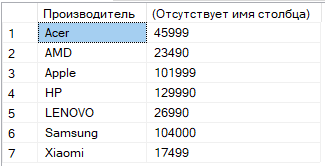 Производитель (Отсутствует имя столбца)
1 Acer 45999
2 AMD 23490
3 Apple 101999
4 HP 129990
5 LENOVO 26990
6 Samsung 104000
7 Xiaomi 17499